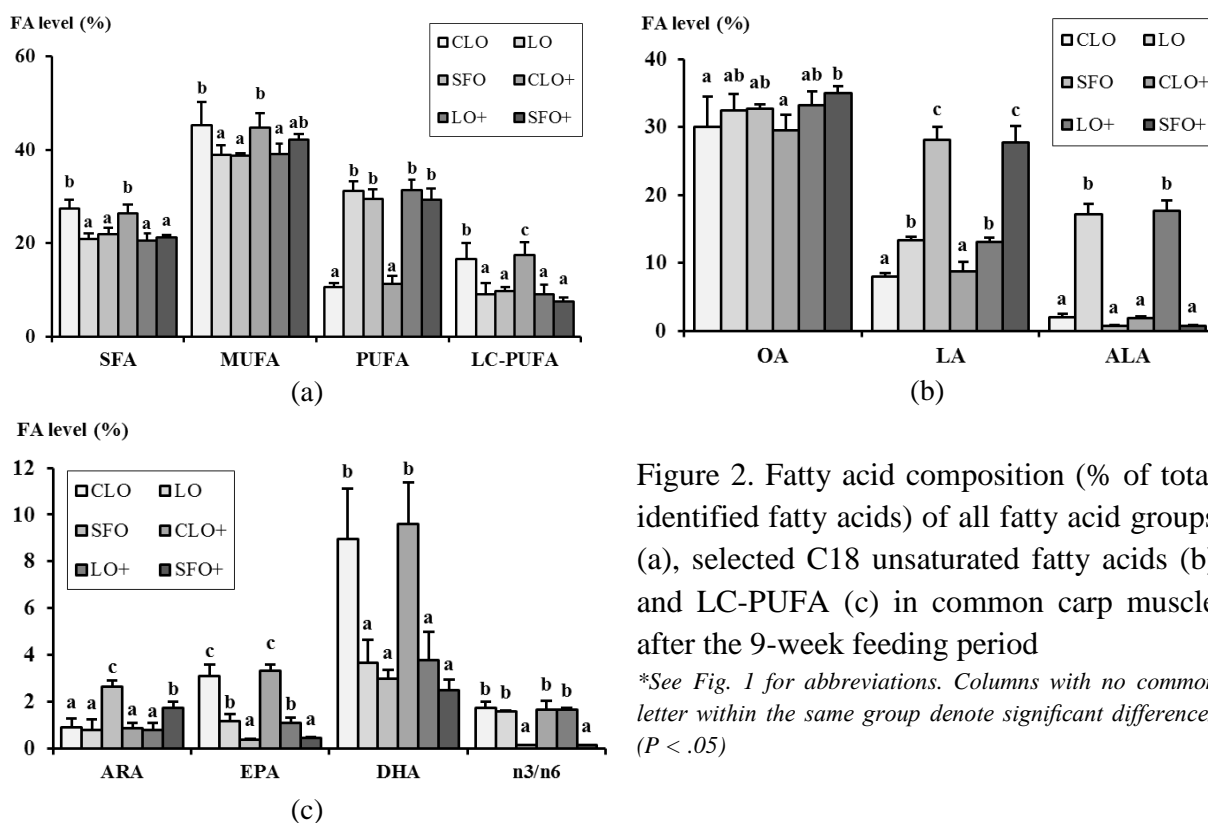 FA level (%)
60
40
20
0
CLO LO
SFO CLO+
LO+ SFO+
b a a b a a
b a a b a ab
a b b a b b
b a a c a a
SFA MUFA PUFA LC-PUFA
(a)
FA level (%)
40
30
20
10
0
CLO LO
SFO CLO+
LO+ SFO+
a ab ab a ab b
a b c a b c
a b a a b a
OA LA ALA
(b)
FA level (%)
12
10
8
6
4
2
0
CLO LO
SFO CLO+
LO+ SFO+
a a c a a b
c b a c b a
b a a b a a
b b a b b a
ARA EPA DHA n3/n6
(c)
Figure 2. Fatty acid composition (% of total
identified fatty acids) of all fatty acid groups
(a), selected C18 unsaturated fatty acids (b)
and LC-PUFA (c) in common carp muscle
after the 9-week feeding period
*See Fig. 1 for abbreviations. Columns with no common
letter within the same group denote significant difference
(P < .05)